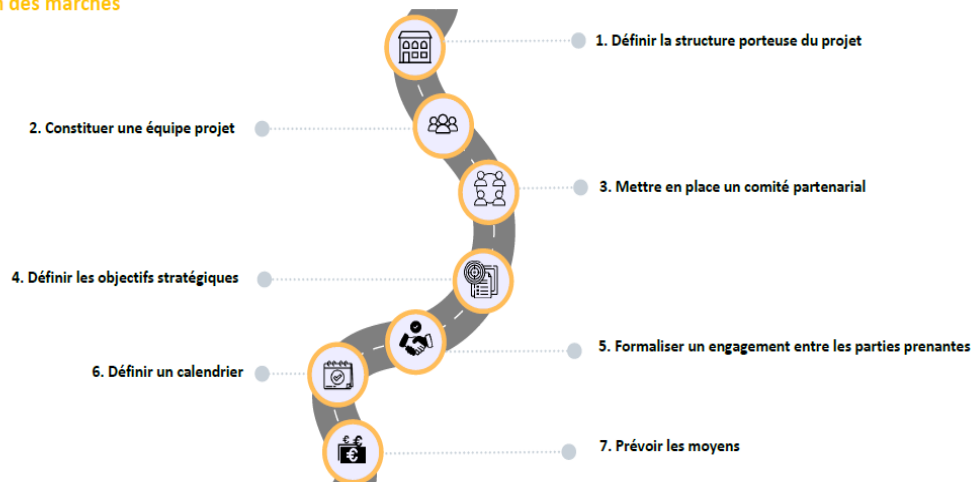 des marchés
1. Définir la structure porteuse du projet
2. Constituer une équipe projet
3. Mettre en place un comité partenarial
4. Définir les objectifs stratégiques
5. Formaliser un engagement entre les parties prenantes
6. Définir un calendrier
7. Prévoir les moyens